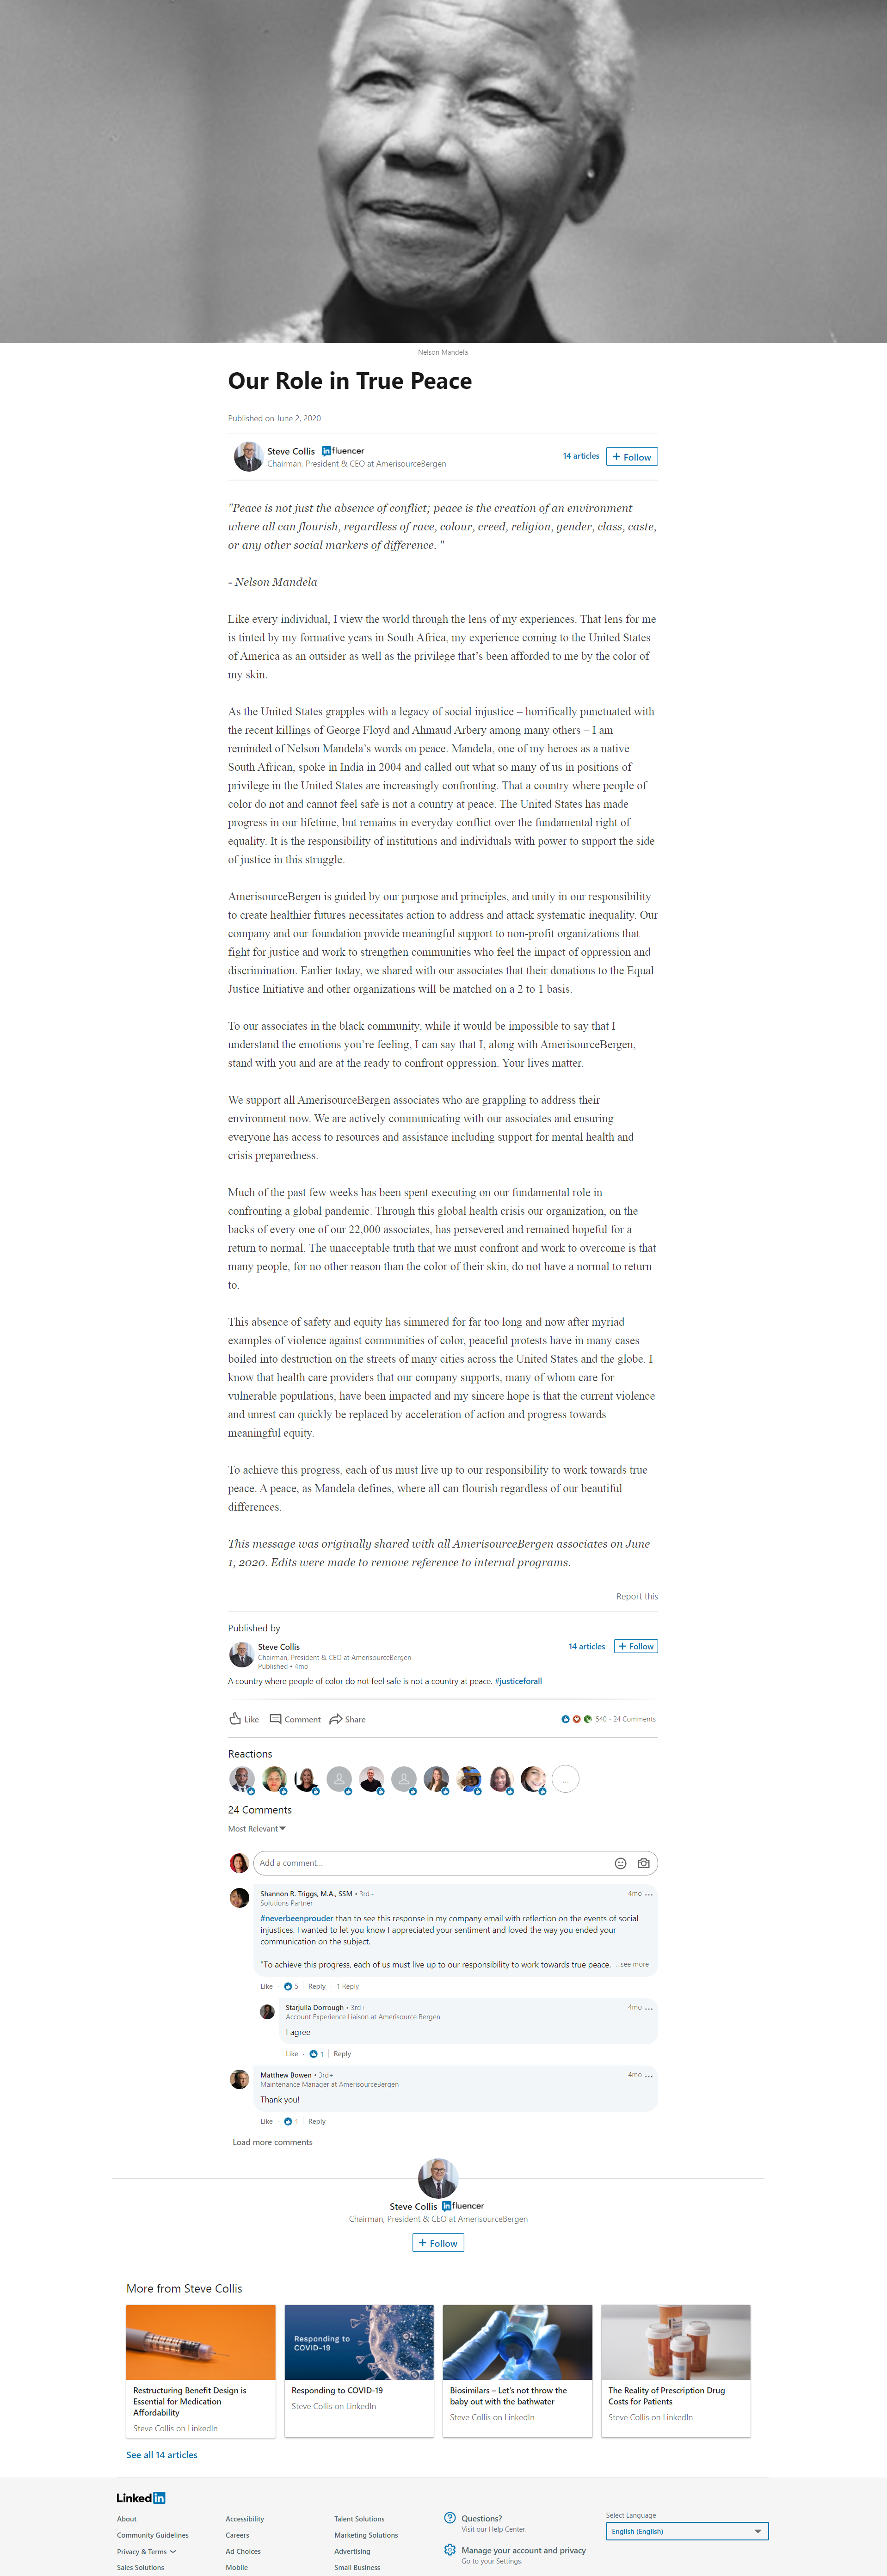 Nelson Mandela
Our Role in True Peace
Published on June 2, 2020
Steve Collis influencer
Chairman, President & CEO at AmerisourceBergen
14 articles
+ Follow
"Peace is not just the absence of conflict; peace is the creation of an environment
where all can flourish, regardless of race, colour, creed, religion, gender, class, caste,
or any other social markers of difference. "
- Nelson Mandela
Like every individual, I view the world through the lens of my experiences. That lens for me
is tinted by my formative years in South Africa, my experience coming to the United States
of America as an outsider as well as the privilege that’s been afforded to me by the color of
my skin.
As the United States grapples with a legacy of social injustice – horrifically punctuated with
the recent killings of George Floyd and Ahmaud Arbery among many others – I am
reminded of Nelson Mandela’s words on peace. Mandela, one of my heroes as a native
South African, spoke in India in 2004 and called out what so many of us in positions of
privilege in the United States are increasingly confronting. That a country where people of
color do not and cannot feel safe is not a country at peace. The United States has made
progress in our lifetime, but remains in everyday conflict over the fundamental right of
equality. It is the responsibility of institutions and individuals with power to support the side
of justice in this struggle.
AmerisourceBergen is guided by our purpose and principles, and unity in our responsibility
to create healthier futures necessitates action to address and attack systematic inequality. Our
company and our foundation provide meaningful support to non-profit organizations that
fight for justice and work to strengthen communities who feel the impact of oppression and
discrimination. Earlier today, we shared with our associates that their donations to the Equal
Justice Initiative and other organizations will be matched on a 2 to 1 basis.
To our associates in the black community, while it would be impossible to say that I
understand the emotions you’re feeling, I can say that I, along with AmerisourceBergen,
stand with you and are at the ready to confront oppression. Your lives matter.
We support all AmerisourceBergen associates who are grappling to address their
environment now. We are actively communicating with our associates and ensuring
everyone has access to resources and assistance including support for mental health and
crisis preparedness.
Much of the past few weeks has been spent executing on our fundamental role in
confronting a global pandemic. Through this global health crisis our organization, on the
backs of every one of our 22,000 associates, has persevered and remained hopeful for a
return to normal. The unacceptable truth that we must confront and work to overcome is that
many people, for no other reason than the color of their skin, do not have a normal to return
to.
This absence of safety and equity has simmered for far too long and now after myriad
examples of violence against communities of color, peaceful protests have in many cases
boiled into destruction on the streets of many cities across the United States and the globe. I
know that health care providers that our company supports, many of whom care for
vulnerable populations, have been impacted and my sincere hope is that the current violence
and unrest can quickly be replaced by acceleration of action and progress towards
meaningful equity.
To achieve this progress, each of us must live up to our responsibility to work towards true
peace. A peace, as Mandela defines, where all can flourish regardless of our beautiful
differences.
This message was originally shared with all AmerisourceBergen associates on June
1, 2020. Edits were made to remove reference to internal programs.
Report this
Published by
Steve Collis
Chairman, President & CEO at AmerisourceBergen
Published • 4mo
14 articles
+ Follow
A country where people of color do not feel safe is not a country at peace. #justiceforall
Like Comment Share
540 • 24 Comments
Reactions
...
24 Comments
Most Relevant
Add a comment...
Shannon R. Triggs, M.A., SSM • 3rd+
4mo ...
Solutions Partner
#neverbeenprouder than to see this response in my company email with reflection on the events of social
injustices. I wanted to let you know I appreciated your sentiment and loved the way you ended your
communication on the subject.
"To achieve this progress, each of us must live up to our responsibility to work towards true peace. ...see more
Like · 5 | Reply · 1 Reply
Starjulia Dorrough • 3rd+
4mo ...
Account Experience Liaison at Amerisource Bergen
I agree
Like · 1 | Reply
Matthew Bowen • 3rd+
4mo ...
Maintenance Manager at AmerisourceBergen
Thank you!
Like · 1 | Reply
Load more comments
Steve Collis influencer
Chairman, President & CEO at AmerisourceBergen
+ Follow
More from Steve Collis
Responding to
COVID-19
Restructuring Benefit Design is
Essential for Medication
Affordability
Steve Collis on LinkedIn
Responding to COVID-19
Steve Collis on LinkedIn
Biosimilars – Let’s not throw the
baby out with the bathwater
Steve Collis on LinkedIn
The Reality of Prescription Drug
Costs for Patients
Steve Collis on LinkedIn
See all 14 articles
LinkedIn
About
Community Guidelines
Privacy & Terms
Sales Solutions
Accessibility
Careers
Ad Choices
Mobile
Talent Solutions
Marketing Solutions
Advertising
Small Business
Questions?
Visit our Help Center.
Manage your account and privacy
Go to your Settings.
Select Language
English (English)